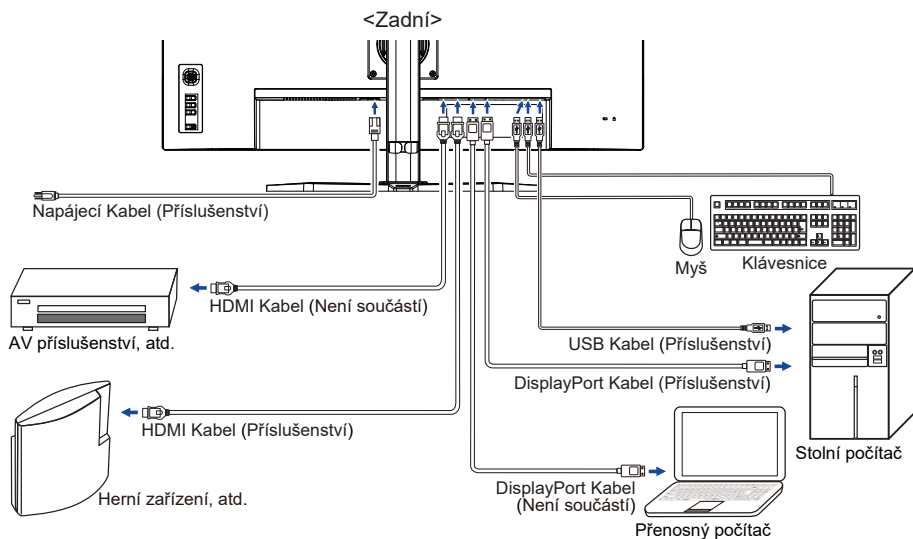 <Zadní>
Napájecí Kabel (Příslušenství)
Myš
Klávesnice
HDMI Kabel (Není součástí)
AV příslušenství, atd.
USB Kabel (Příslušenství)
DisplayPort Kabel (Příslušenství)
HDMI Kabel (Příslušenství)
Stolní počítač
Herní zařízení, atd.
DisplayPort Kabel
(Není součástí)
Přenosný počítač